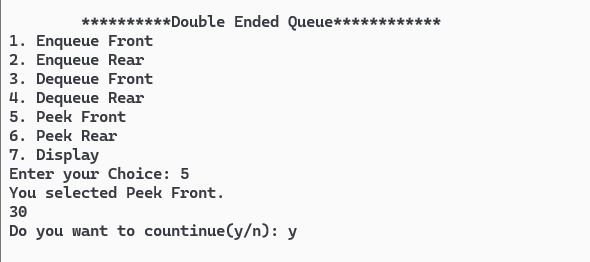 **********Double Ended Queue************
1. Enqueue Front
2. Enqueue Rear
3. Dequeue Front
4. Dequeue Rear
5. Peek Front
6. Peek Rear
7. Display
Enter your Choice: 5
You selected Peek Front.
30
Do you want to countinue(y/n): y